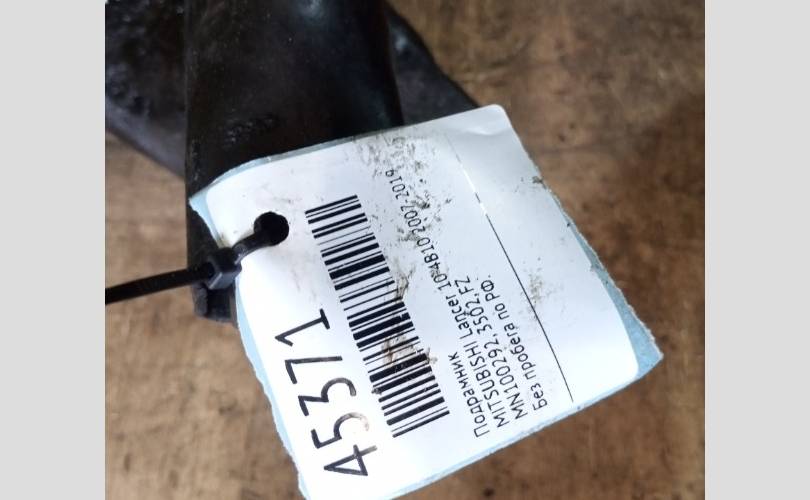 45371
Подрамник
MITSUBISHI Lancer 10 4B10 2007-2019
MN100292, 3502, FZ
Без пробега по РФ.